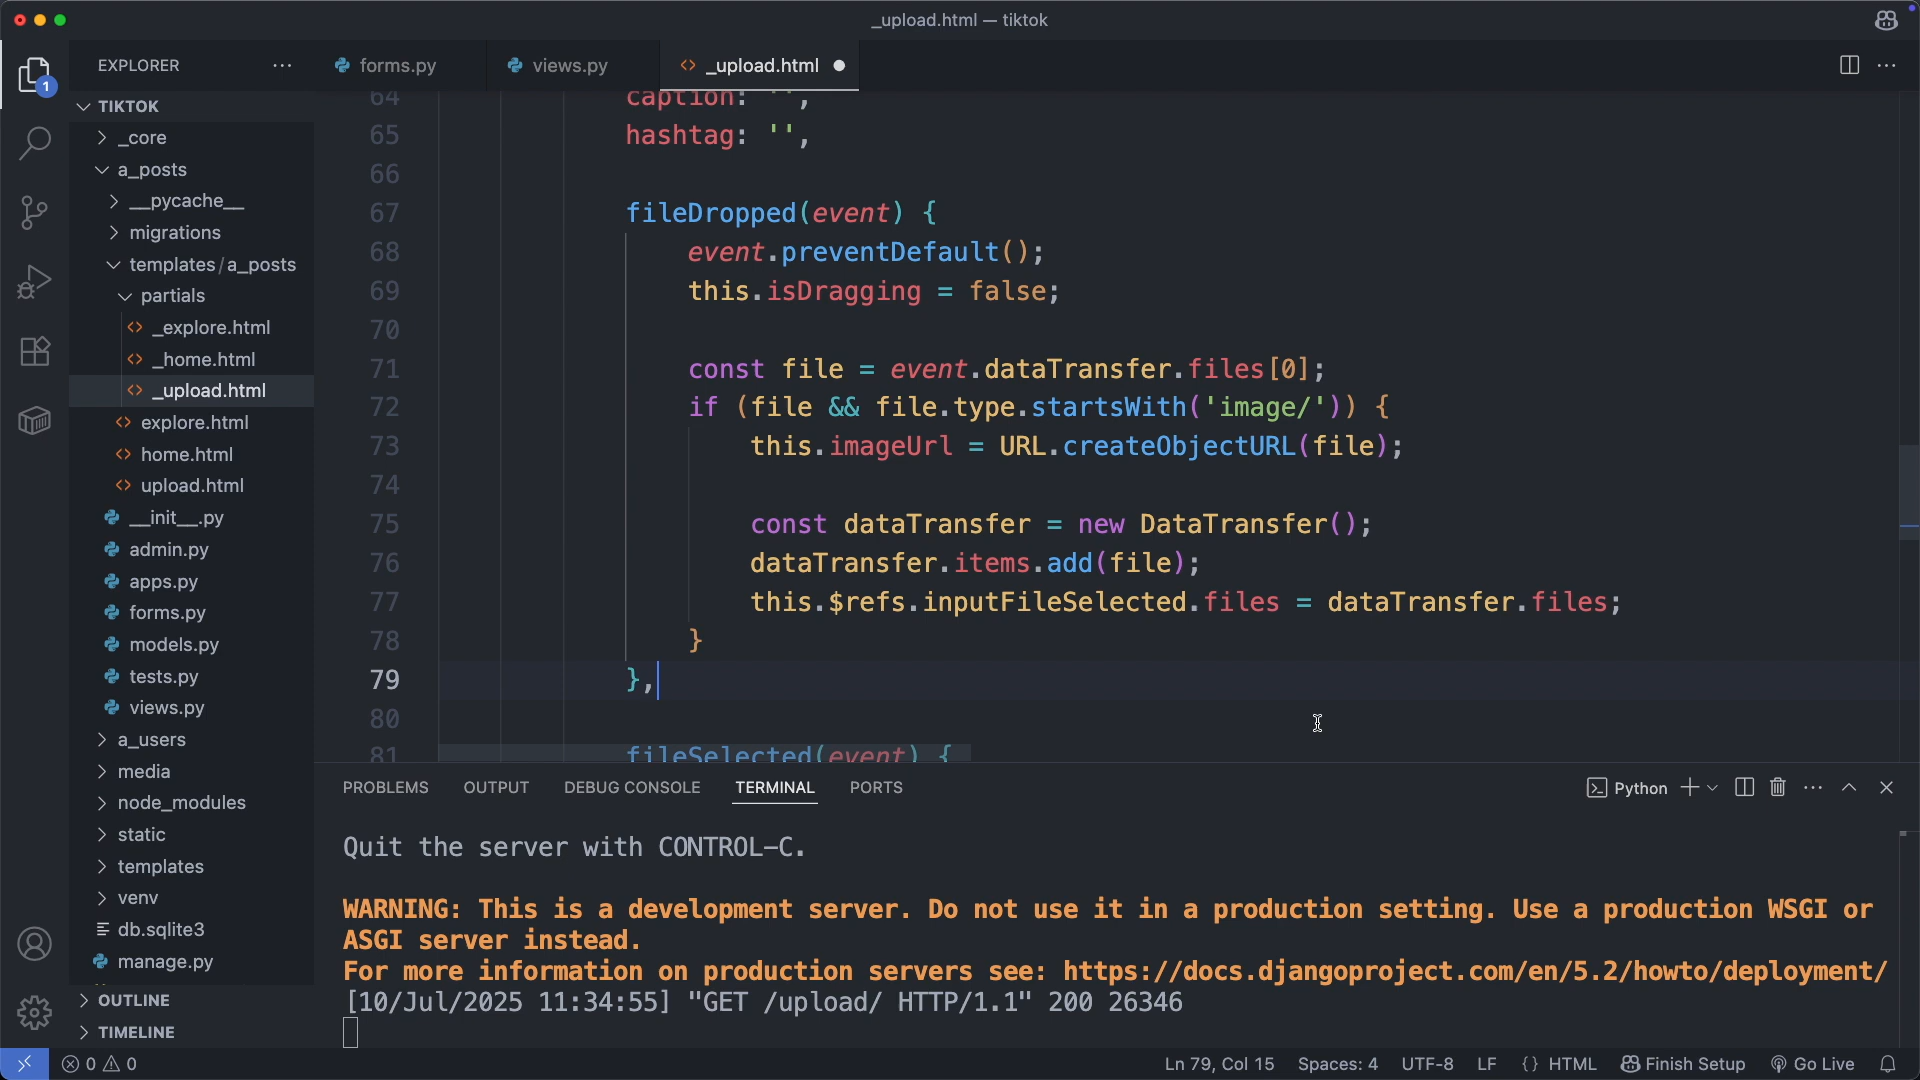 _upload.html — tiktok
EXPLORER
forms.py
views.py
_upload.html
1
TIKTOK
_core
a_posts
__pycache__
migrations
templates/a_posts
partials
_explore.html
_home.html
_upload.html
explore.html
home.html
upload.html
__init__.py
admin.py
apps.py
forms.py
models.py
tests.py
views.py
a_users
media
node_modules
static
templates
venv
db.sqlite3
manage.py
OUTLINE
TIMELINE
64 caption: '',
65 hashtag: '',
66
67 fileDropped(event) {
68 event.preventDefault();
69 this.isDragging = false;
70
71 const file = event.dataTransfer.files[0];
72 if (file && file.type.startsWith('image/')) {
73 this.imageUrl = URL.createObjectURL(file);
74
75 const dataTransfer = new DataTransfer();
76 dataTransfer.items.add(file);
77 this.$refs.inputFileSelected.files = dataTransfer.files;
78 }
79 },
80
81 fileSelected(event) {
PROBLEMS OUTPUT DEBUG CONSOLE TERMINAL PORTS
Python
Quit the server with CONTROL-C.
WARNING: This is a development server. Do not use it in a production setting. Use a production WSGI or
ASGI server instead.
For more information on production servers see: https://docs.djangoproject.com/en/5.2/howto/deployment/
[10/Jul/2025 11:34:55] "GET /upload/ HTTP/1.1" 200 26346
0 0
Ln 79, Col 15 Spaces: 4 UTF-8 LF {} HTML Finish Setup Go Live